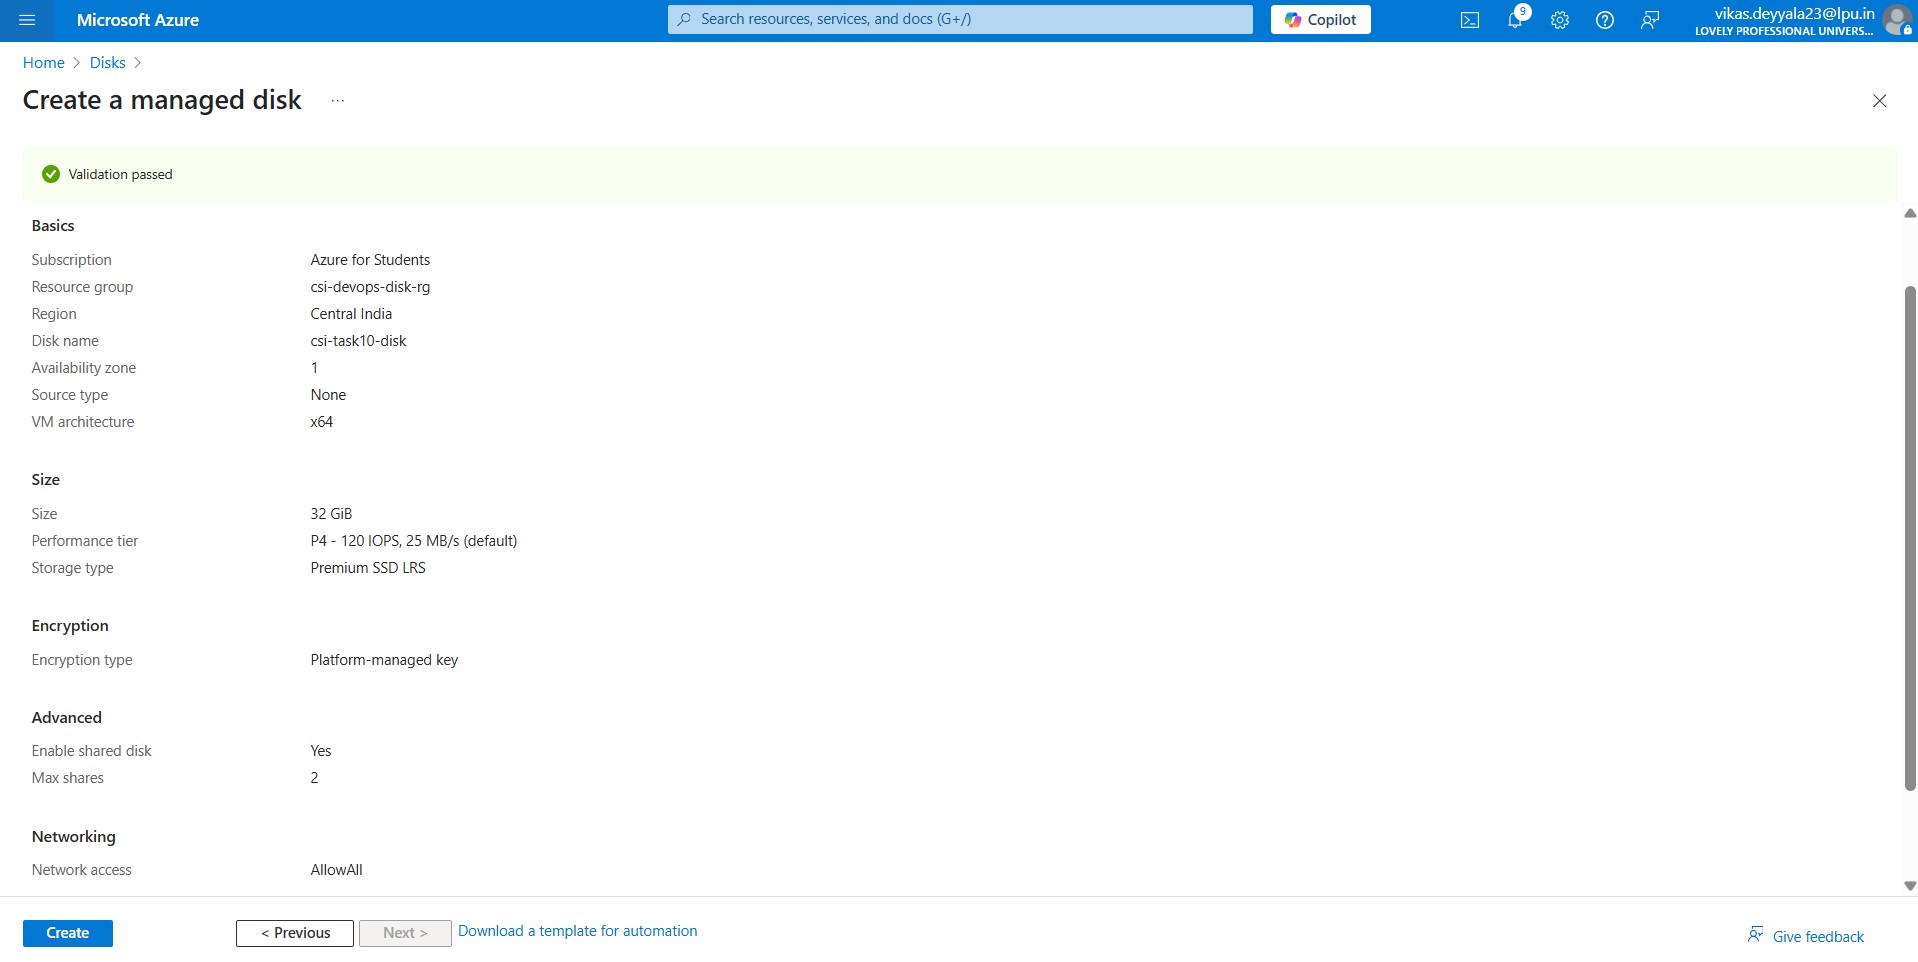 Microsoft Azure
Search resources, services, and docs (G+/)
Copilot
9
vikas.deyyala23@lpu.in
LOVELY PROFESSIONAL UNIVERS...
Home > Disks >
Create a managed disk ...
Validation passed
Basics
Subscription Azure for Students
Resource group csi-devops-disk-rg
Region Central India
Disk name csi-task10-disk
Availability zone 1
Source type None
VM architecture x64
Size
Size 32 GiB
Performance tier P4 - 120 IOPS, 25 MB/s (default)
Storage type Premium SSD LRS
Encryption
Encryption type Platform-managed key
Advanced
Enable shared disk Yes
Max shares 2
Networking
Network access AllowAll
Create
< Previous
Next >
Download a template for automation
Give feedback